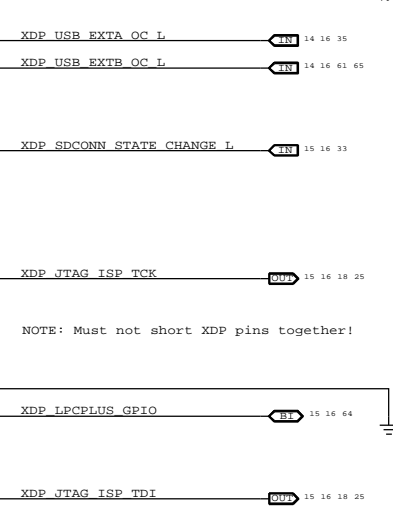 XDP_USB_EXTA_OC_L IN 14 16 35
XDP_USB_EXTB_OC_L IN 14 16 61 65
XDP_SDCONN_STATE_CHANGE_L IN 15 16 33
XDP_JTAG_ISP_TCK OUT 15 16 18 25
NOTE: Must not short XDP pins together!
XDP_LPCPLUS_GPIO BI 15 16 64
XDP_JTAG_ISP_TDI OUT 15 16 18 25